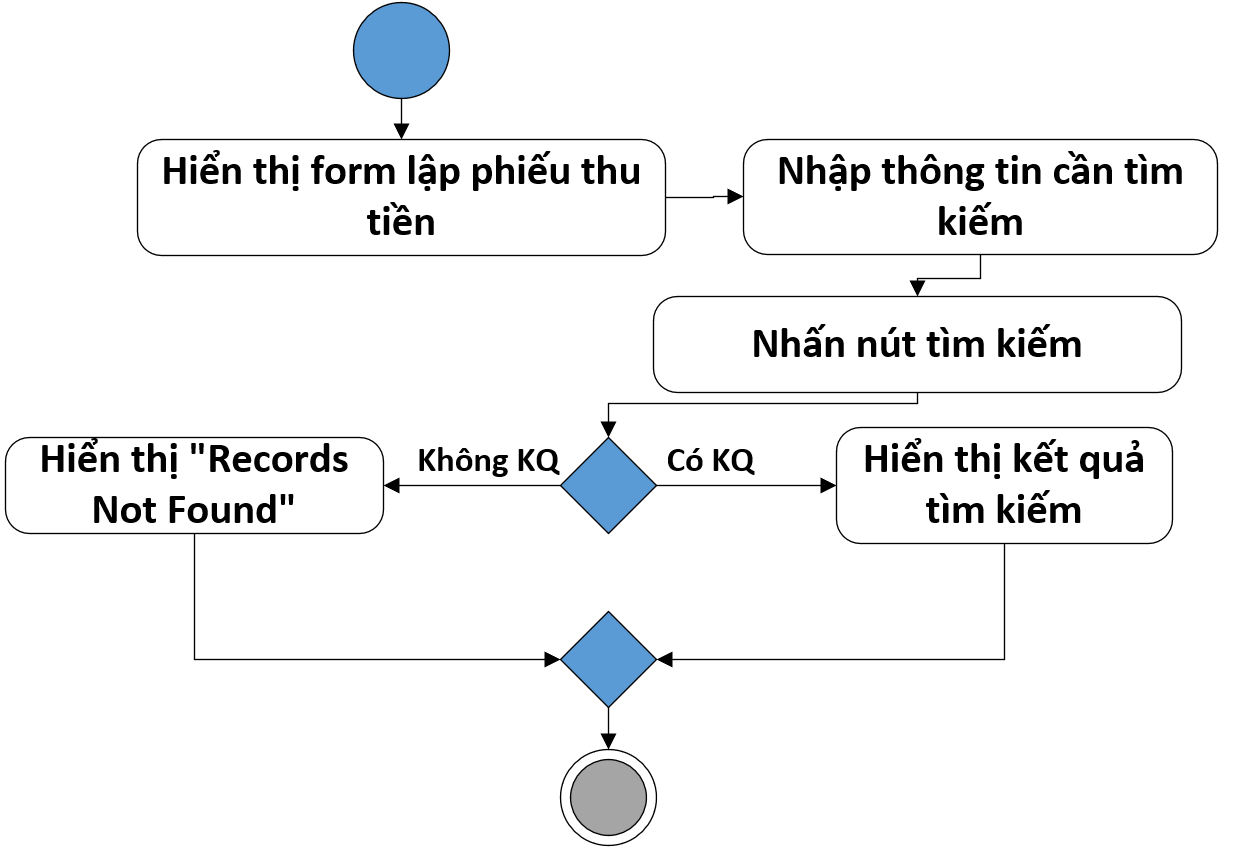 Hiển thị form lập phiếu thu
tiền
Nhập thông tin cần tìm
kiếm
Nhấn nút tìm kiếm
Hiển thị "Records
Not Found"
Không KQ
Có KQ
Hiển thị kết quả
tìm kiếm